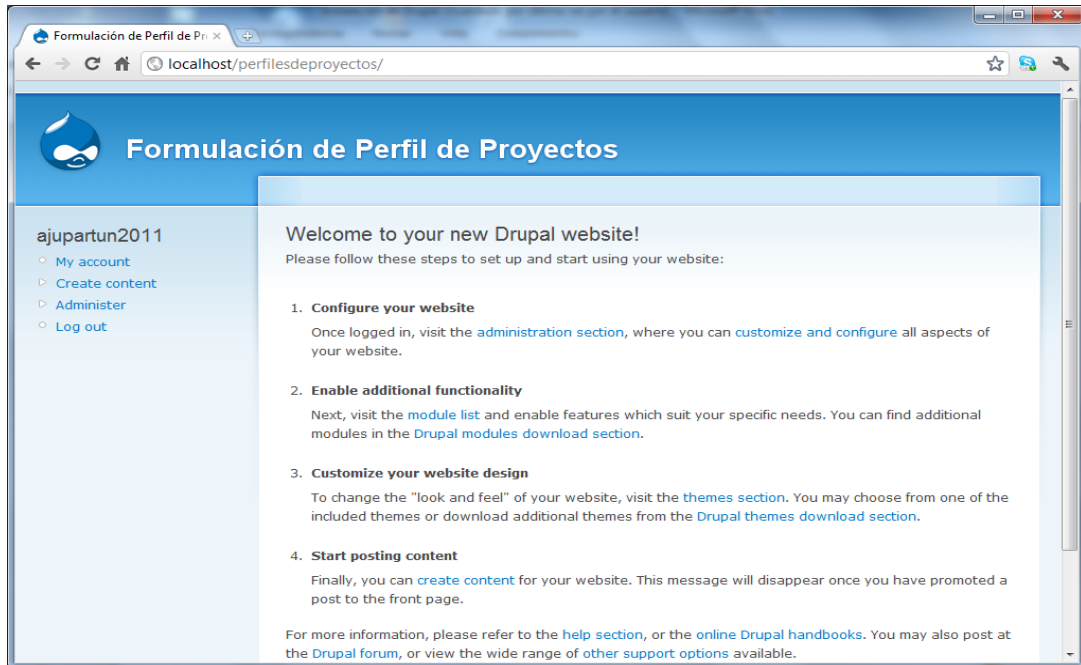 Formulación de Perfil de Pr
localhost/perfilesdeproyectos/
Formulación de Perfil de Proyectos
ajupartun2011
My account
Create content
Administer
Log out
Welcome to your new Drupal website!
Please follow these steps to set up and start using your website:
1. Configure your website
Once logged in, visit the administration section, where you can customize and configure all aspects of
your website.
2. Enable additional functionality
Next, visit the module list and enable features which suit your specific needs. You can find additional
modules in the Drupal modules download section.
3. Customize your website design
To change the "look and feel" of your website, visit the themes section. You may choose from one of the
included themes or download additional themes from the Drupal themes download section.
4. Start posting content
Finally, you can create content for your website. This message will disappear once you have promoted a
post to the front page.
For more information, please refer to the help section, or the online Drupal handbooks. You may also post at
the Drupal forum, or view the wide range of other support options available.